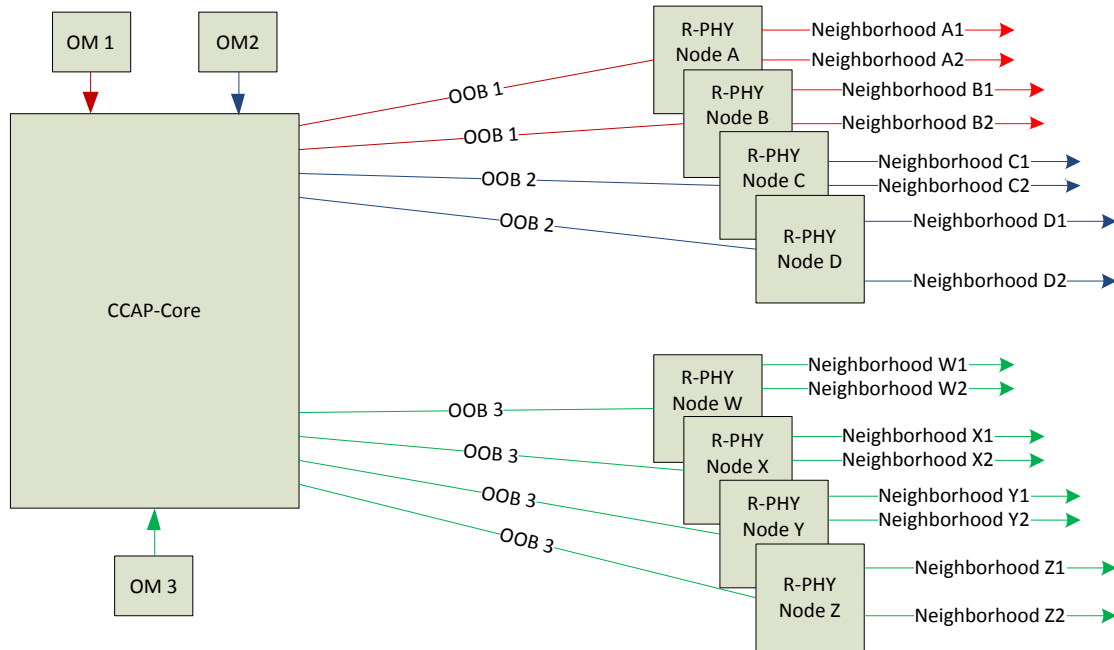 OM 1
OM2
CCAP-Core
OM 3
OOB 1
OOB 1
OOB 2
OOB 2
OOB 3
OOB 3
OOB 3
OOB 3
R-PHY
Node A
Neighborhood A1
Neighborhood A2
R-PHY
Node B
Neighborhood B1
Neighborhood B2
R-PHY
Node C
Neighborhood C1
Neighborhood C2
R-PHY
Node D
Neighborhood D1
Neighborhood D2
R-PHY
Node W
Neighborhood W1
Neighborhood W2
R-PHY
Node X
Neighborhood X1
Neighborhood X2
R-PHY
Node Y
Neighborhood Y1
Neighborhood Y2
R-PHY
Node Z
Neighborhood Z1
Neighborhood Z2